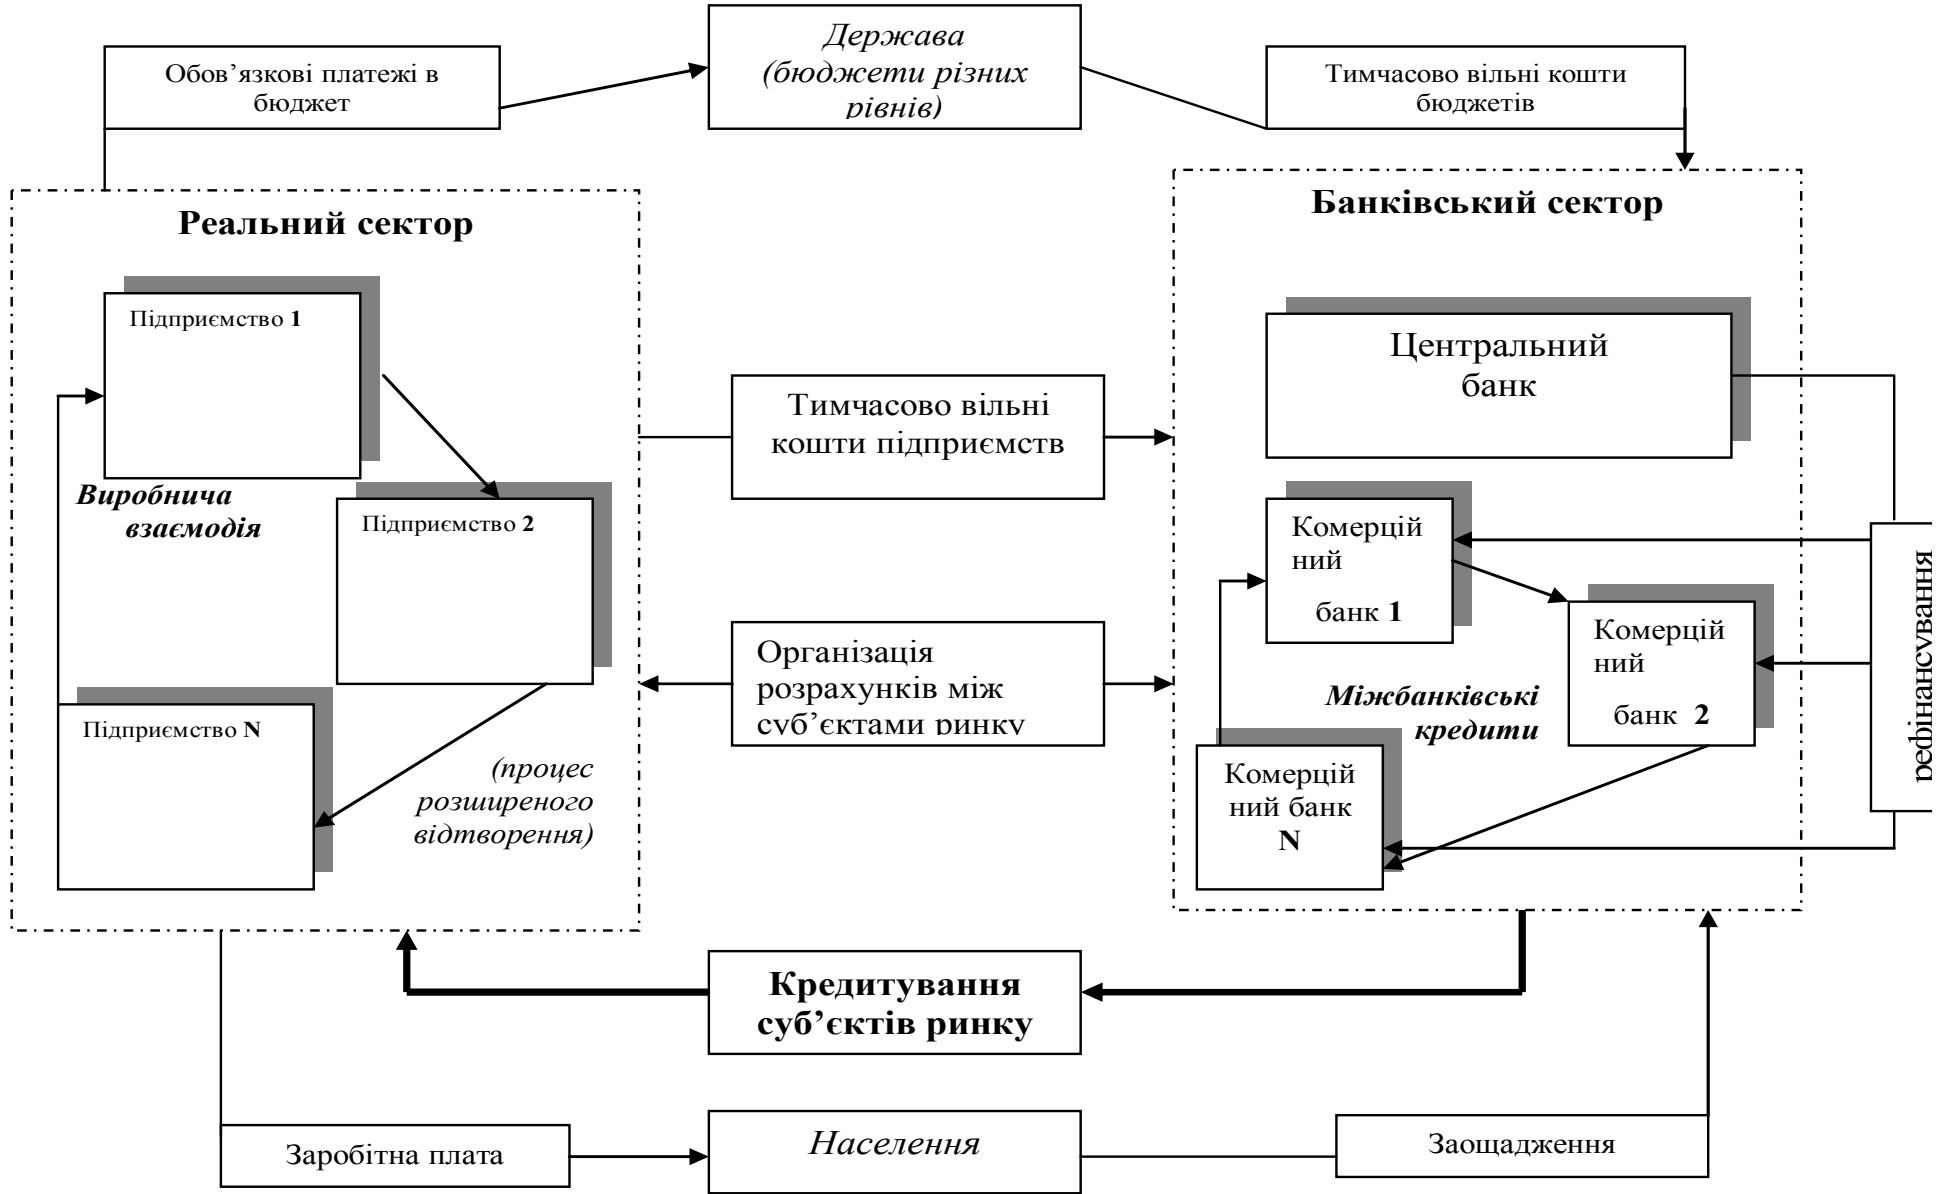 Обов’язкові платежі в
бюджет
Держава
(бюджети різних
рівнів)
Тимчасово вільні кошти
бюджетів
Реальний сектор
Підприємство 1
Виробнича
взаємодія
Підприємство 2
Підприємство N
(процес
розширеного
відтворення)
Тимчасово вільні
кошти підприємств
Організація
розрахунків між
суб’єктами ринку
Банківський сектор
Центральний
банк
Комерцій
ний
банк 1
Комерцій
ний
банк 2
Міжбанківські
кредити
Комерцій
ний банк
N
рефінансування
Кредитування
суб’єктів ринку
Заробітна плата
Населення
Заощадження